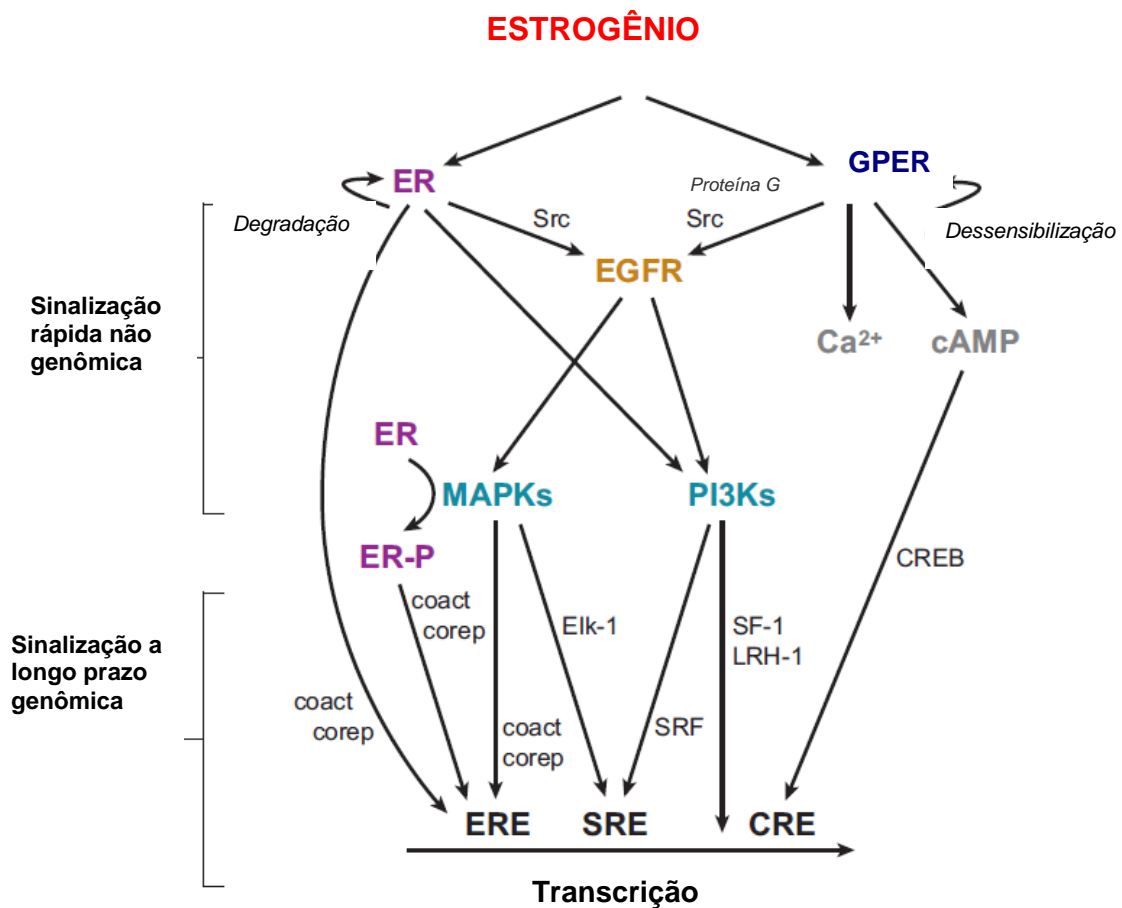 ESTROGÊNIO
ER
GPER
Proteína G
Degradação
Src
Src
Dessensibilização
EGFR
Sinalização
rápida não
genômica
Ca²⁺
cAMP
ER
MAPKs
PI3Ks
ER-P
CREB
coact
corep
Elk-1
SF-1
LRH-1
Sinalização a
longo prazo
genômica
coact
corep
coact
corep
SRF
ERE
SRE
CRE
Transcrição